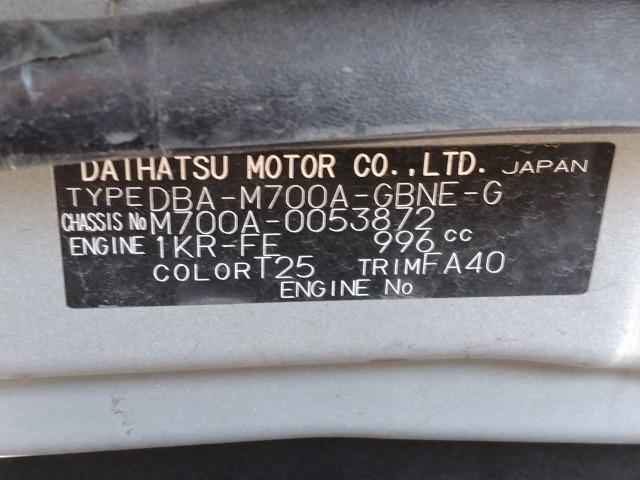 DAIHATSU MOTOR CO.,LTD. JAPAN
TYPE DBA-M700A-GBNE-G
CHASSIS No M700A-0053872
ENGINE 1KR-FE 996 cc
COLOR T25 TRIM FA40
ENGINE No